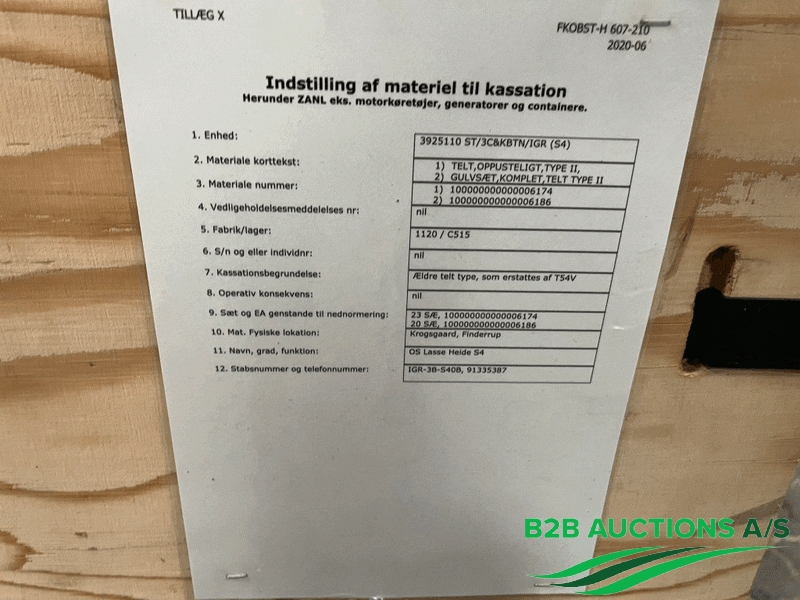 TILLÆG X
FKOBST-H 607-210
2020-06
Indstilling af materiel til kassation
Herunder ZANL eks. motorkøretøjer, generatorer og containere.
1. Enhed: 3925110 ST/3C&KBTN/IGR (S4)
2. Materiale korttekst: 1) TELT,OPPUSTELIGT,TYPE II,
2) GULVSÆT,KOMPLET,TELT TYPE II
3. Materiale nummer: 1) 100000000000006174
2) 100000000000006186
4. Vedligeholdelsesmeddelelses nr: nil
5. Fabrik/lager: 1120 / C515
6. S/n og eller individnr: nil
7. Kassationsbegrundelse: Ældre telt type, som erstattes af T54V
8. Operativ konsekvens: nil
9. Sæt og EA genstande til nednormering: 23 SÆ, 100000000000006174
20 SÆ, 100000000000006186
10. Mat. Fysiske lokation: Krogsgaard, Finderrup
11. Navn, grad, funktion: OS Lasse Heide S4
12. Stabsnummer og telefonnummer: IGR-3B-S40B, 91335387
B2B AUCTIONS A/S